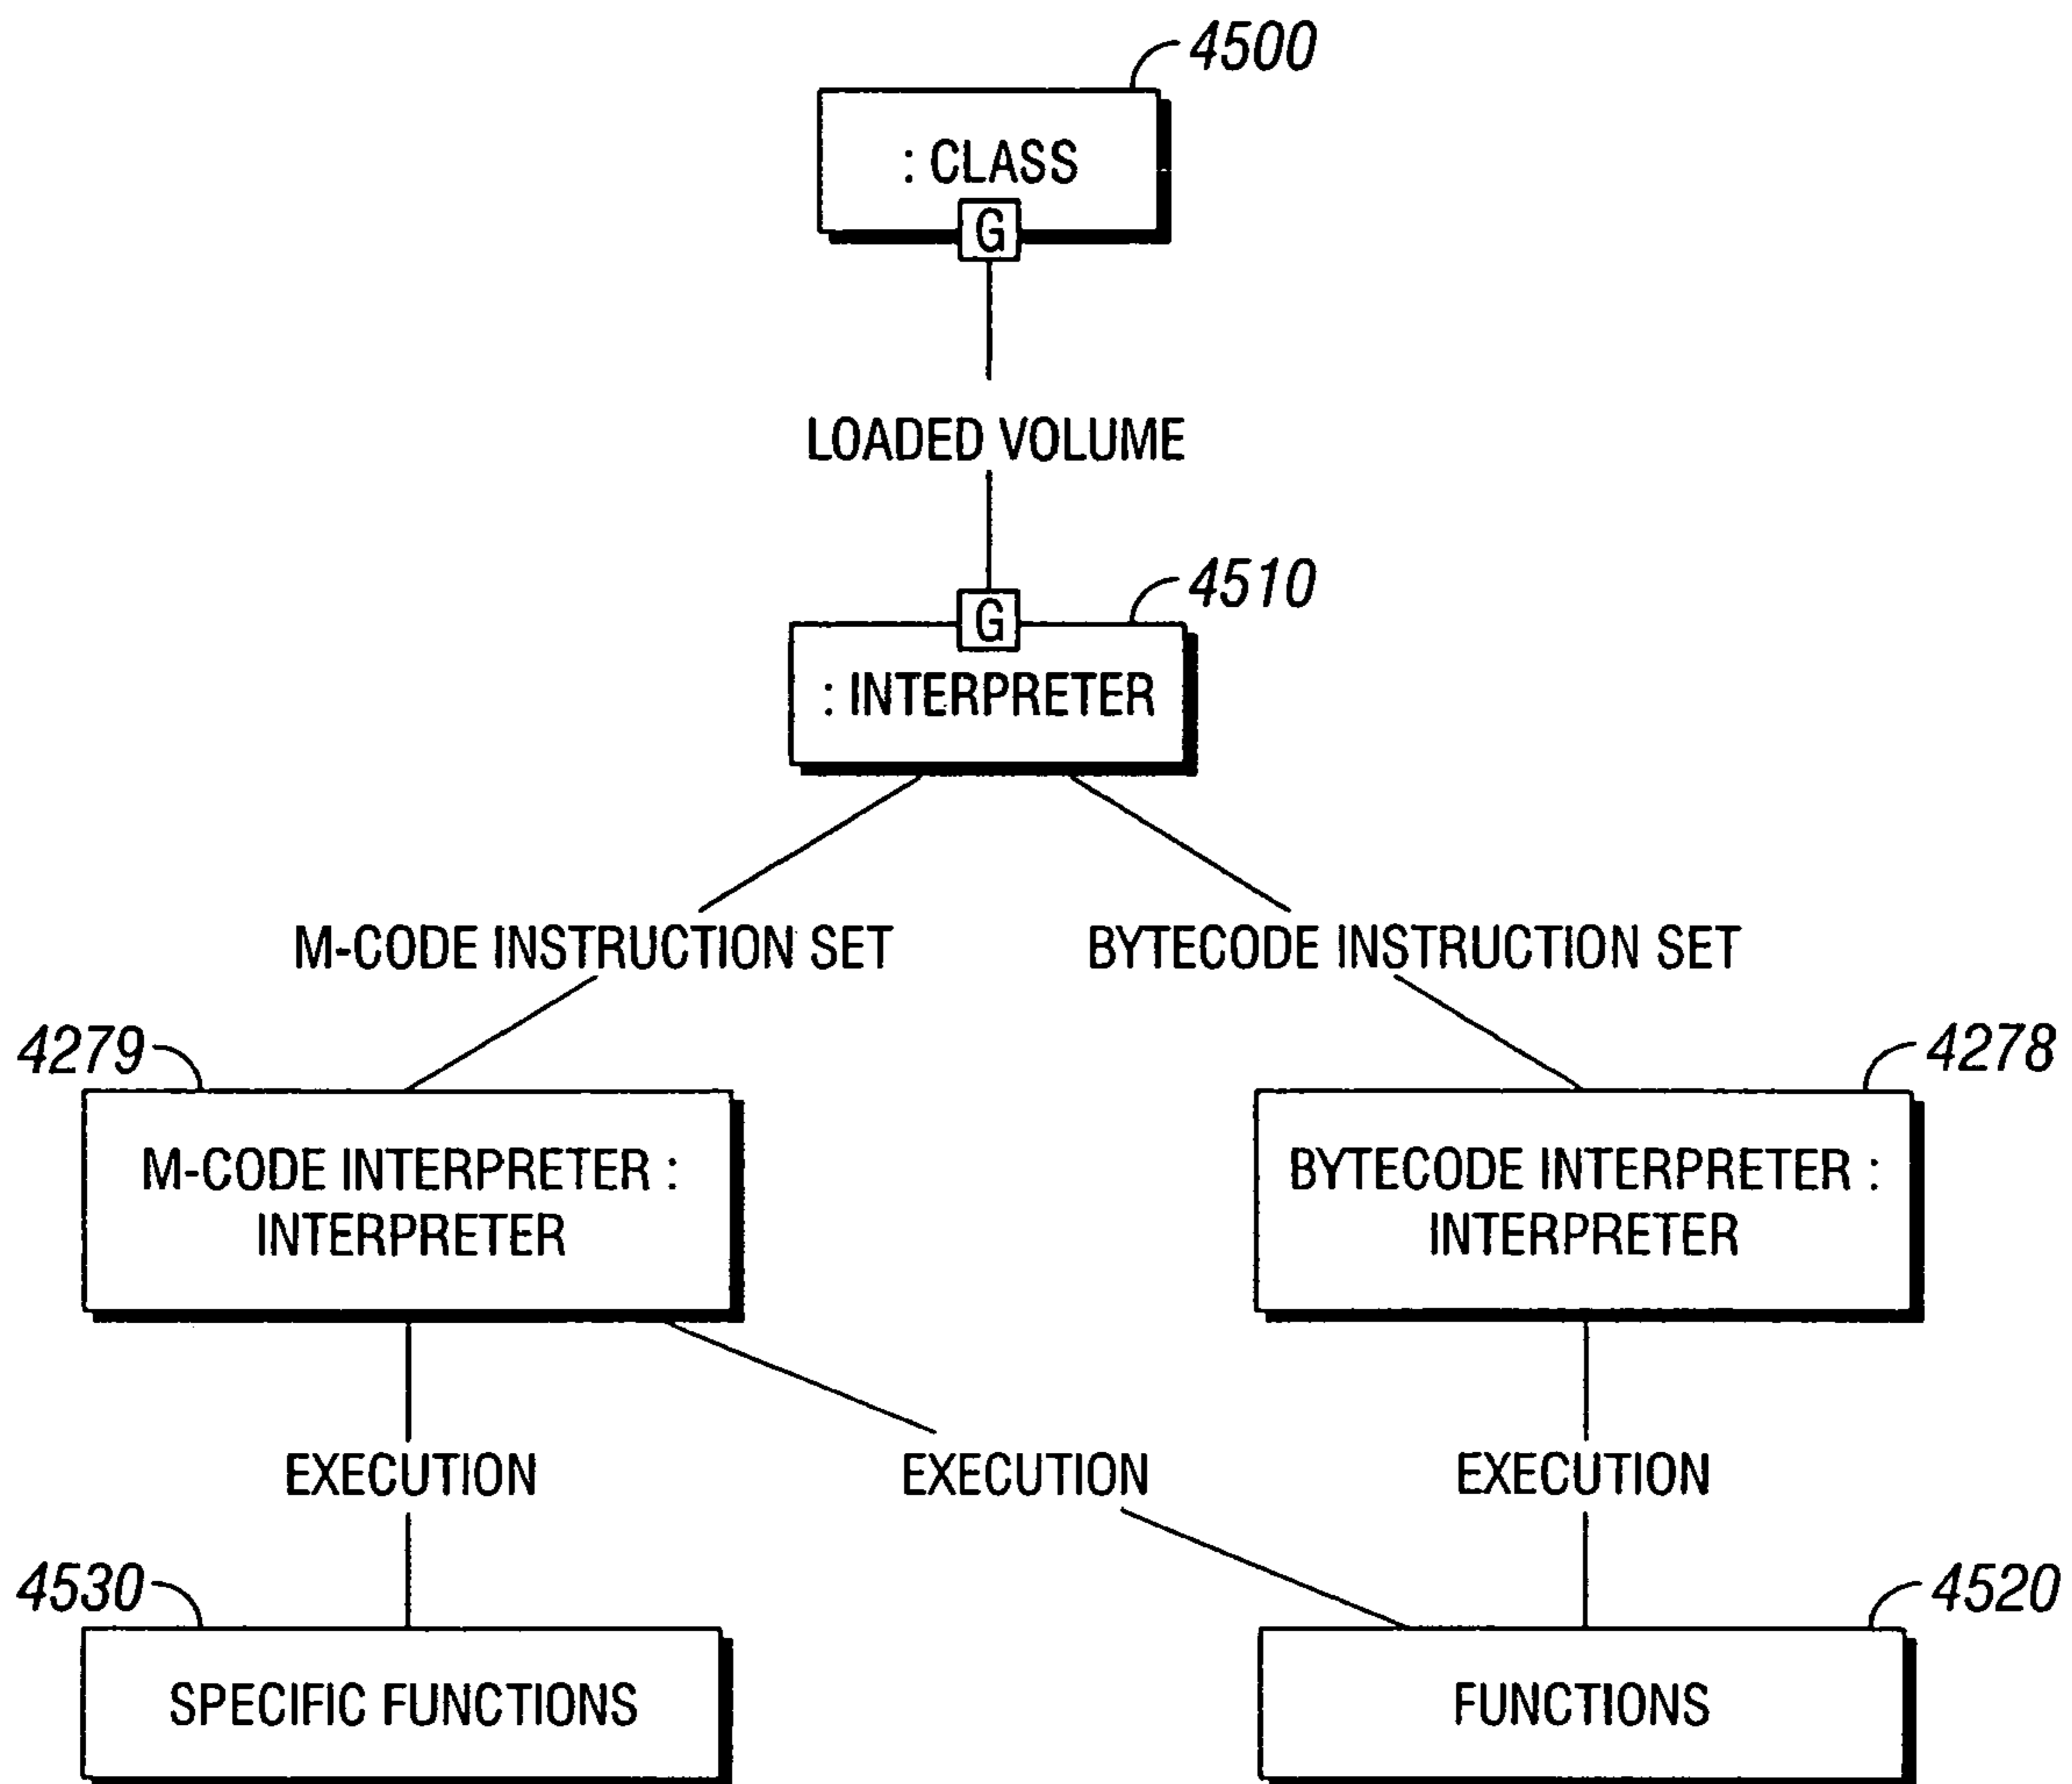 4500
: CLASS
G
LOADED VOLUME
4510
G
: INTERPRETER
M-CODE INSTRUCTION SET
BYTECODE INSTRUCTION SET
4279
4278
M-CODE INTERPRETER :
INTERPRETER
BYTECODE INTERPRETER :
INTERPRETER
EXECUTION
EXECUTION
EXECUTION
4530
4520
SPECIFIC FUNCTIONS
FUNCTIONS